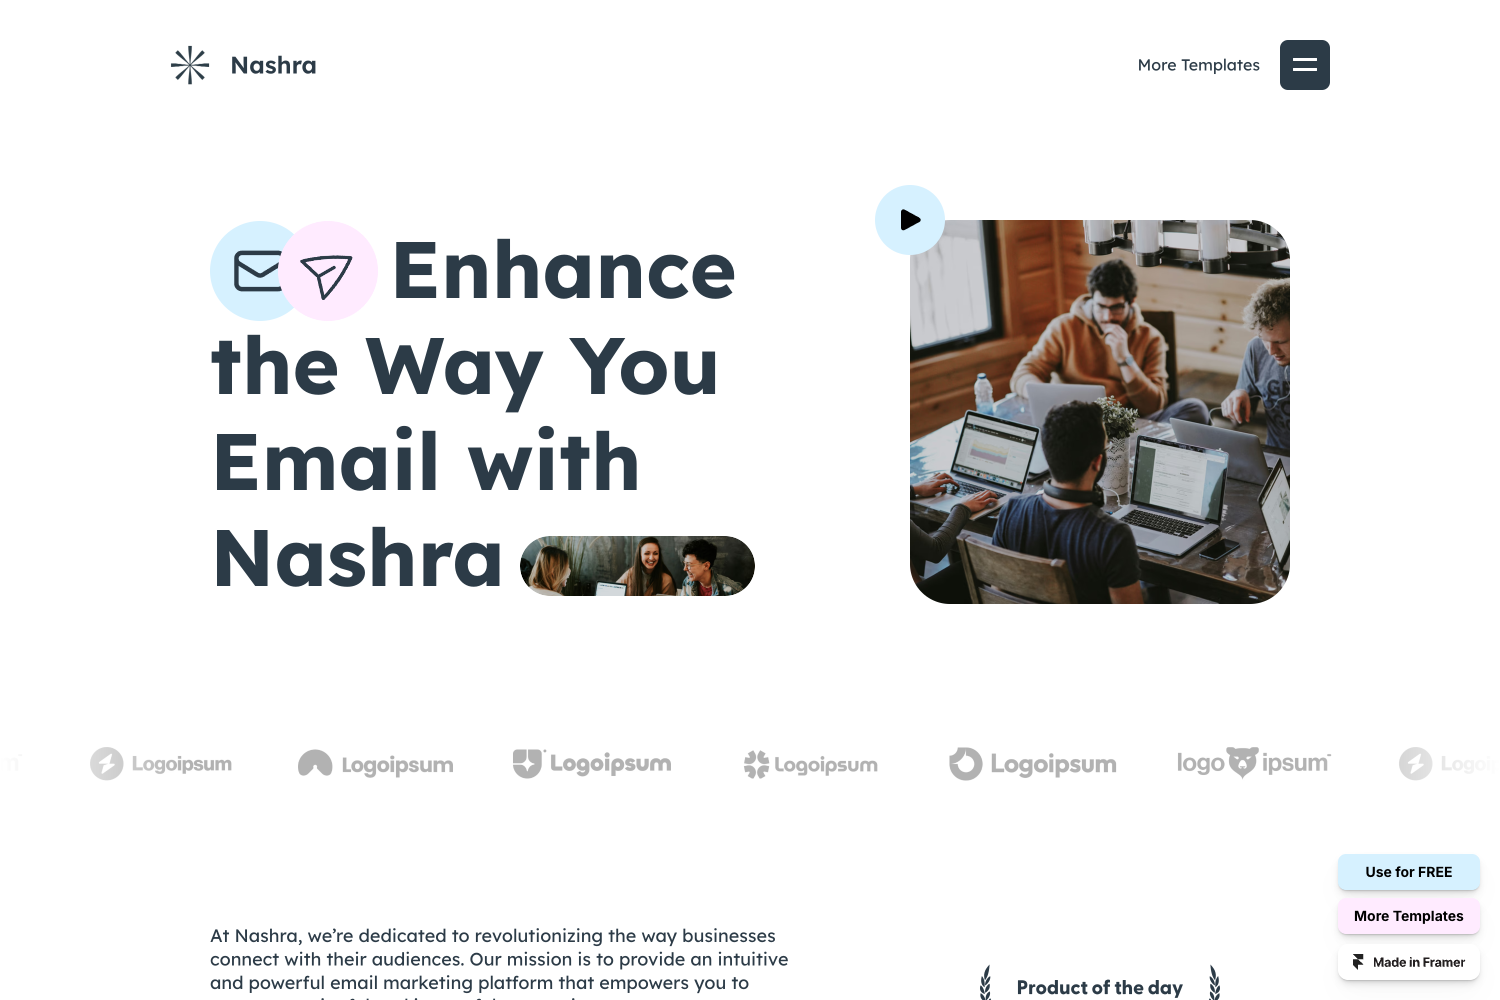 Nashra
More Templates
Enhance
the Way You
Email with
Nashra
Logoipsum
Logoipsum
Logoipsum
Logoipsum
Logoipsum
logo ipsum
At Nashra, we’re dedicated to revolutionizing the way businesses
connect with their audiences. Our mission is to provide an intuitive
and powerful email marketing platform that empowers you to
Product of the day
Use for FREE
More Templates
Made in Framer